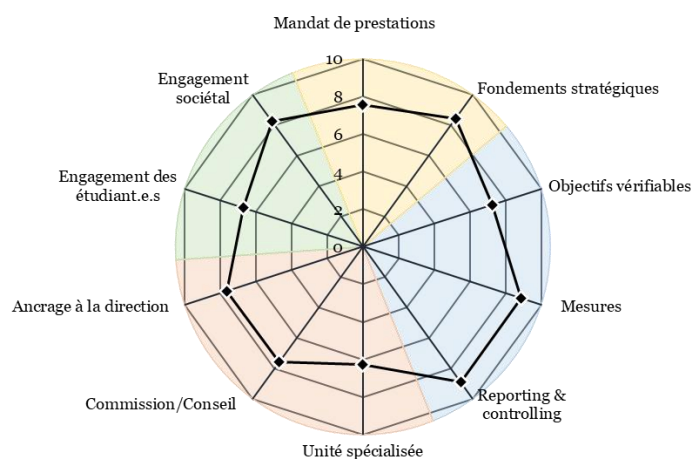 Mandat de prestations
10
8
6
4
2
0
Fondements stratégiques
Objectifs vérifiables
Mesures
Reporting &
controlling
Unité spécialisée
Commission/Conseil
Ancrage à la direction
Engagement des
étudiant.e.s
Engagement
sociétal